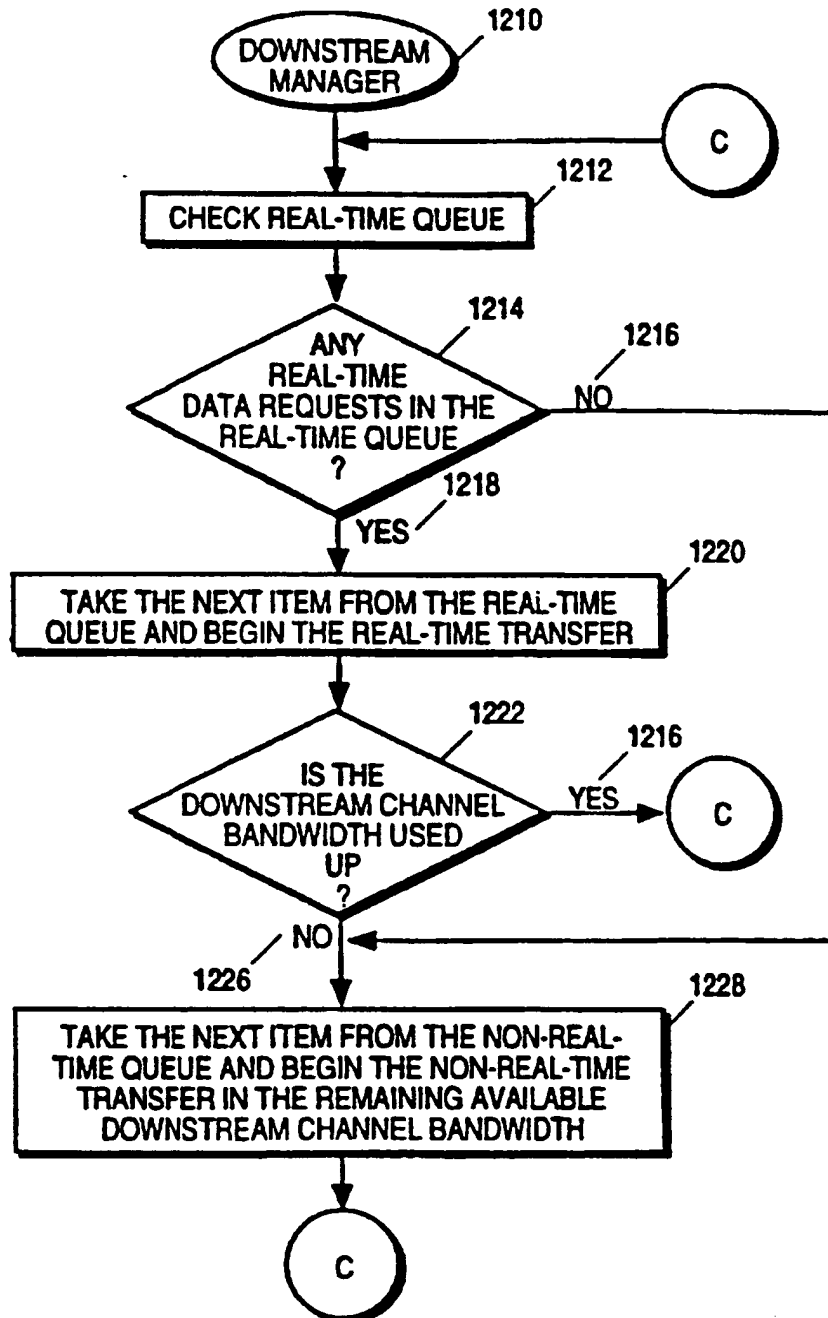 1210
DOWNSTREAM
MANAGER
C
1212
CHECK REAL-TIME QUEUE
1214
ANY
REAL-TIME
DATA REQUESTS IN THE
REAL-TIME QUEUE
?
1216
NO
1218
YES
1220
TAKE THE NEXT ITEM FROM THE REAL-TIME
QUEUE AND BEGIN THE REAL-TIME TRANSFER
1222
IS THE
DOWNSTREAM CHANNEL
BANDWIDTH USED
UP
?
1216
YES
C
NO
1226
1228
TAKE THE NEXT ITEM FROM THE NON-REAL-
TIME QUEUE AND BEGIN THE NON-REAL-TIME
TRANSFER IN THE REMAINING AVAILABLE
DOWNSTREAM CHANNEL BANDWIDTH
C